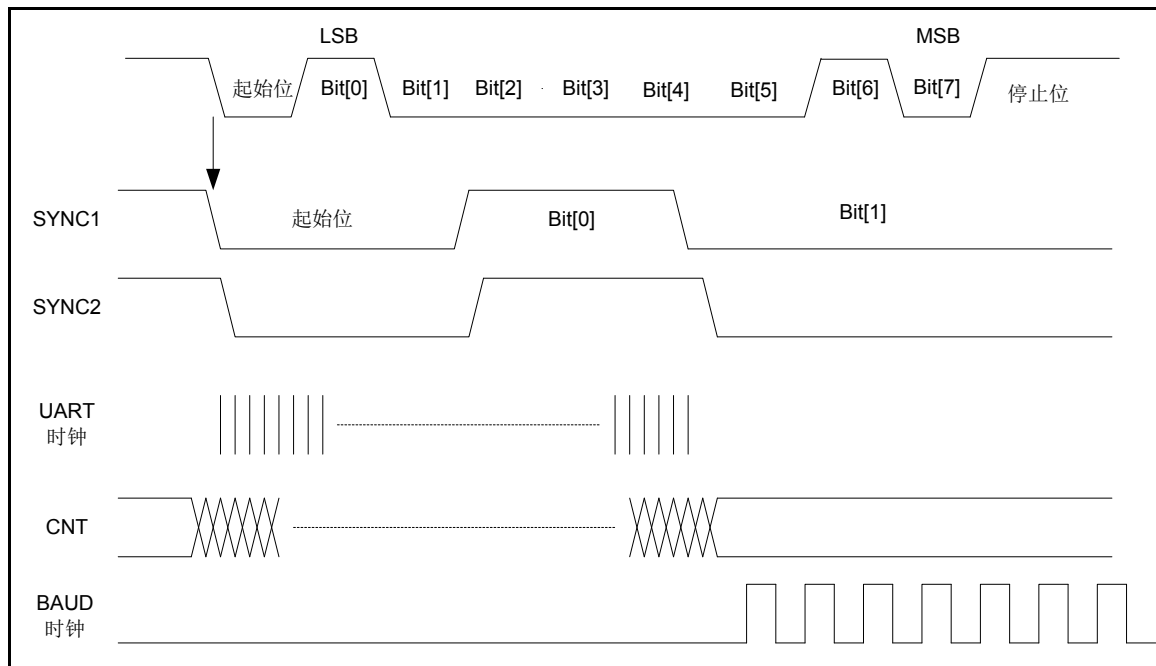 LSB
MSB
起始位
Bit[0]
Bit[1]
Bit[2]
Bit[3]
Bit[4]
Bit[5]
Bit[6]
Bit[7]
停止位
SYNC1
起始位
Bit[0]
Bit[1]
SYNC2
UART
时钟
CNT
BAUD
时钟